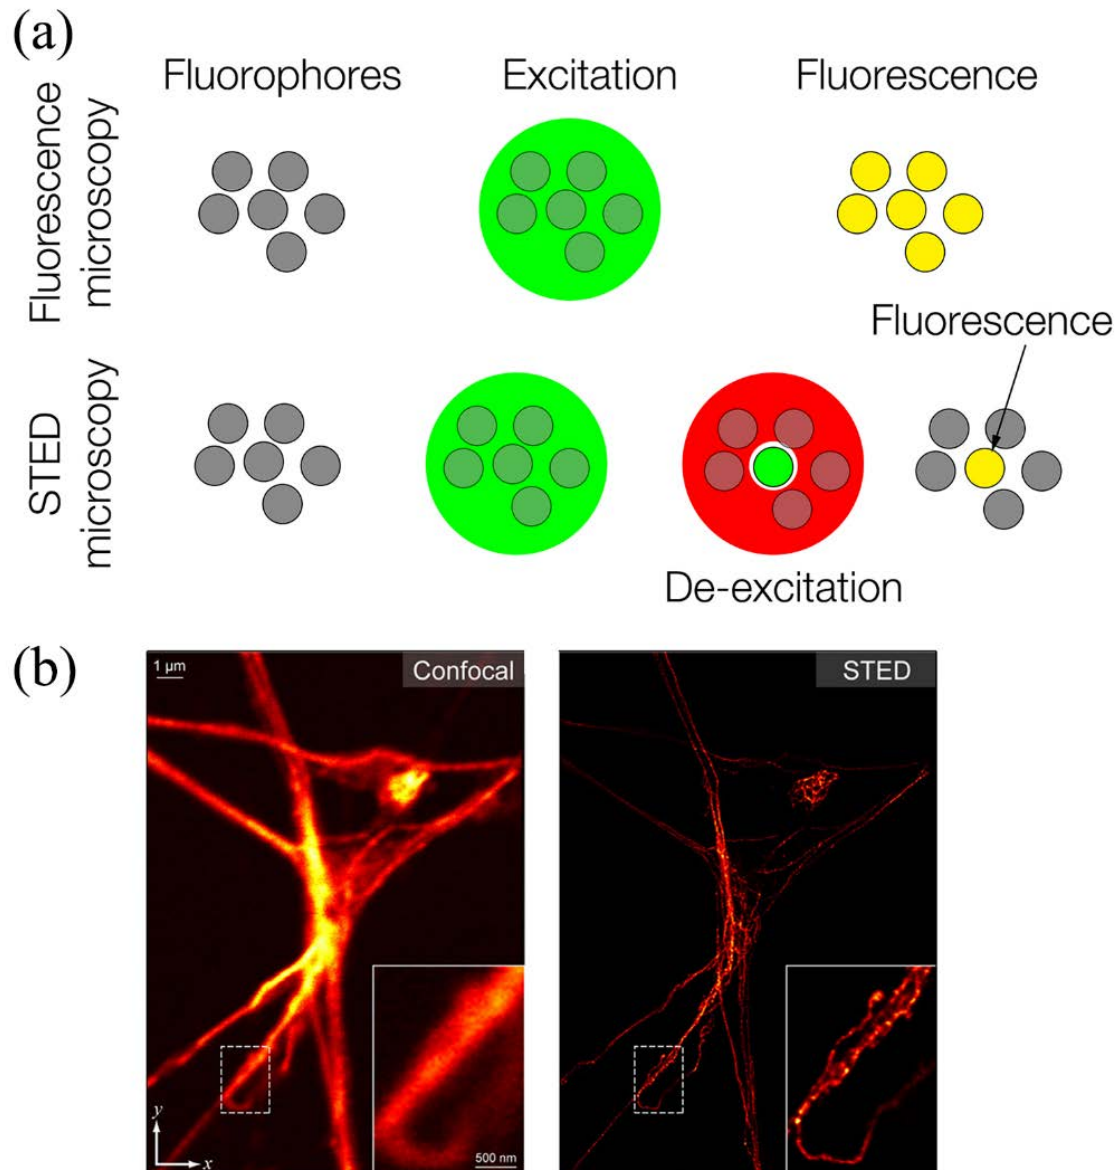 (a)
Fluorophores
Excitation
Fluorescence
Fluorescence
microscopy
Fluorescence
STED
microscopy
De-excitation
(b)
1 µm
Confocal
STED
y
x
500 nm